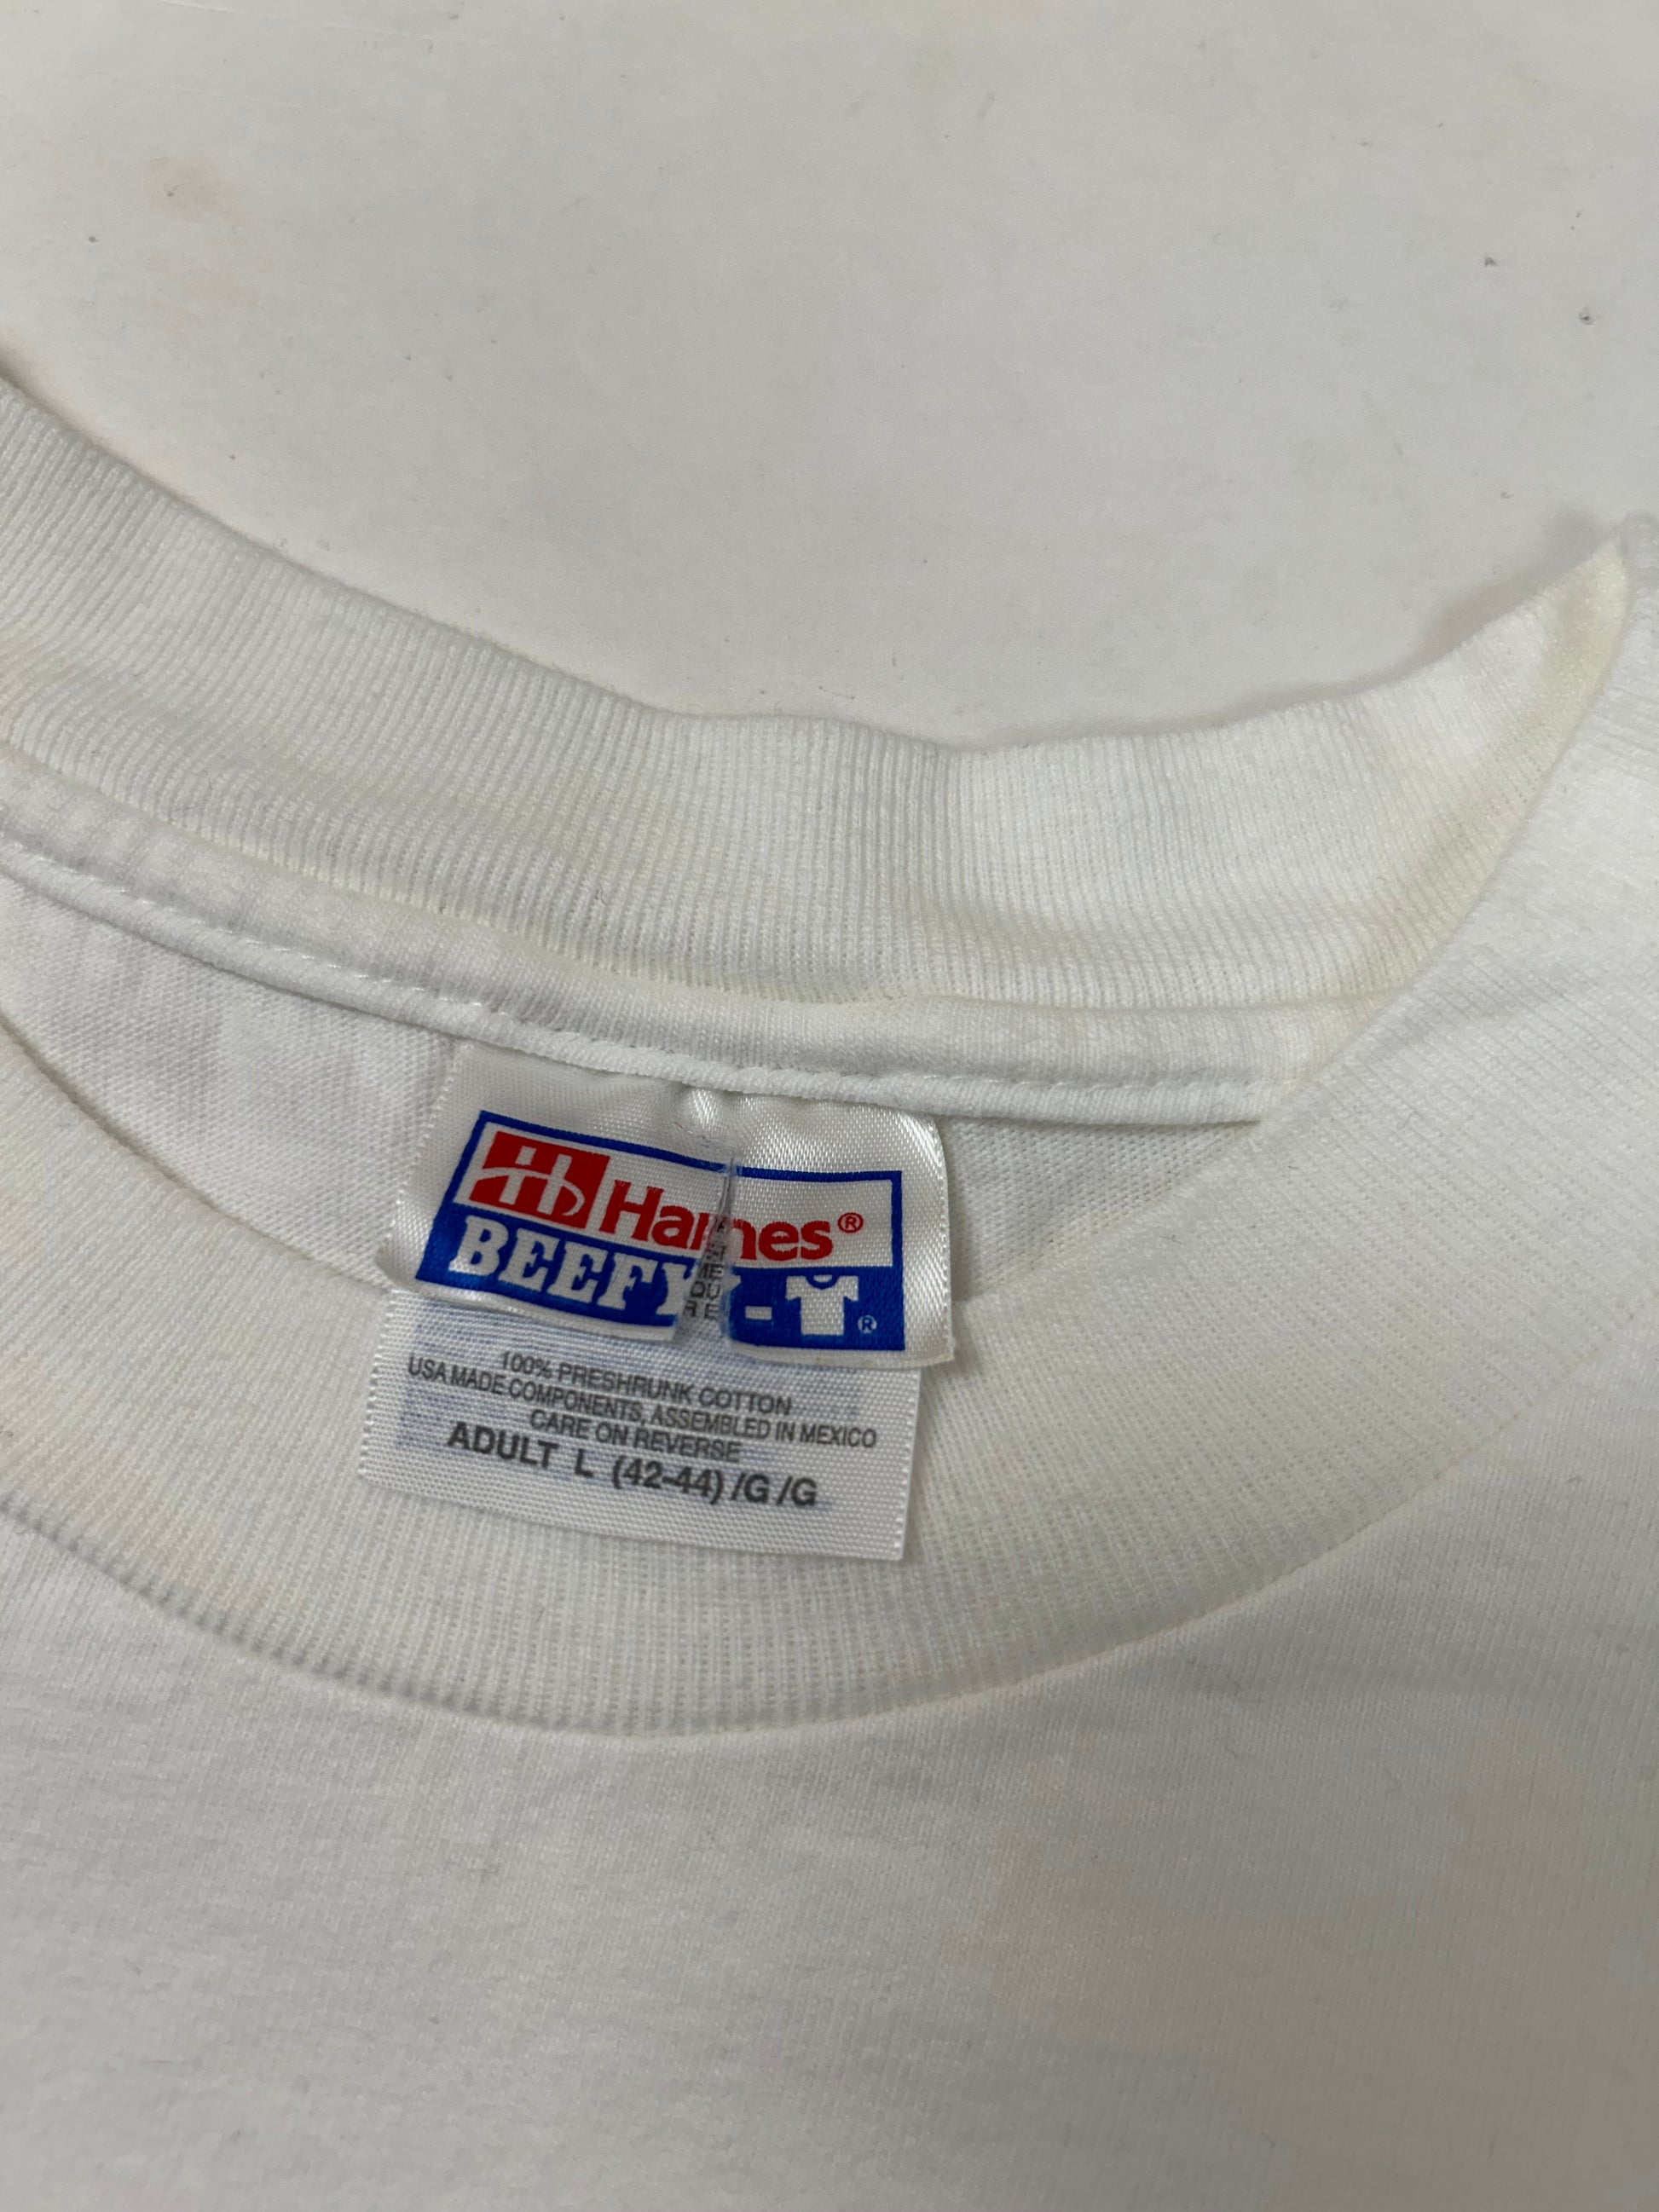 Hanes®
BEEFY-T®
100% PRESHRUNK COTTON
USA MADE COMPONENTS, ASSEMBLED IN MEXICO
CARE ON REVERSE
ADULT L (42-44) /G /G